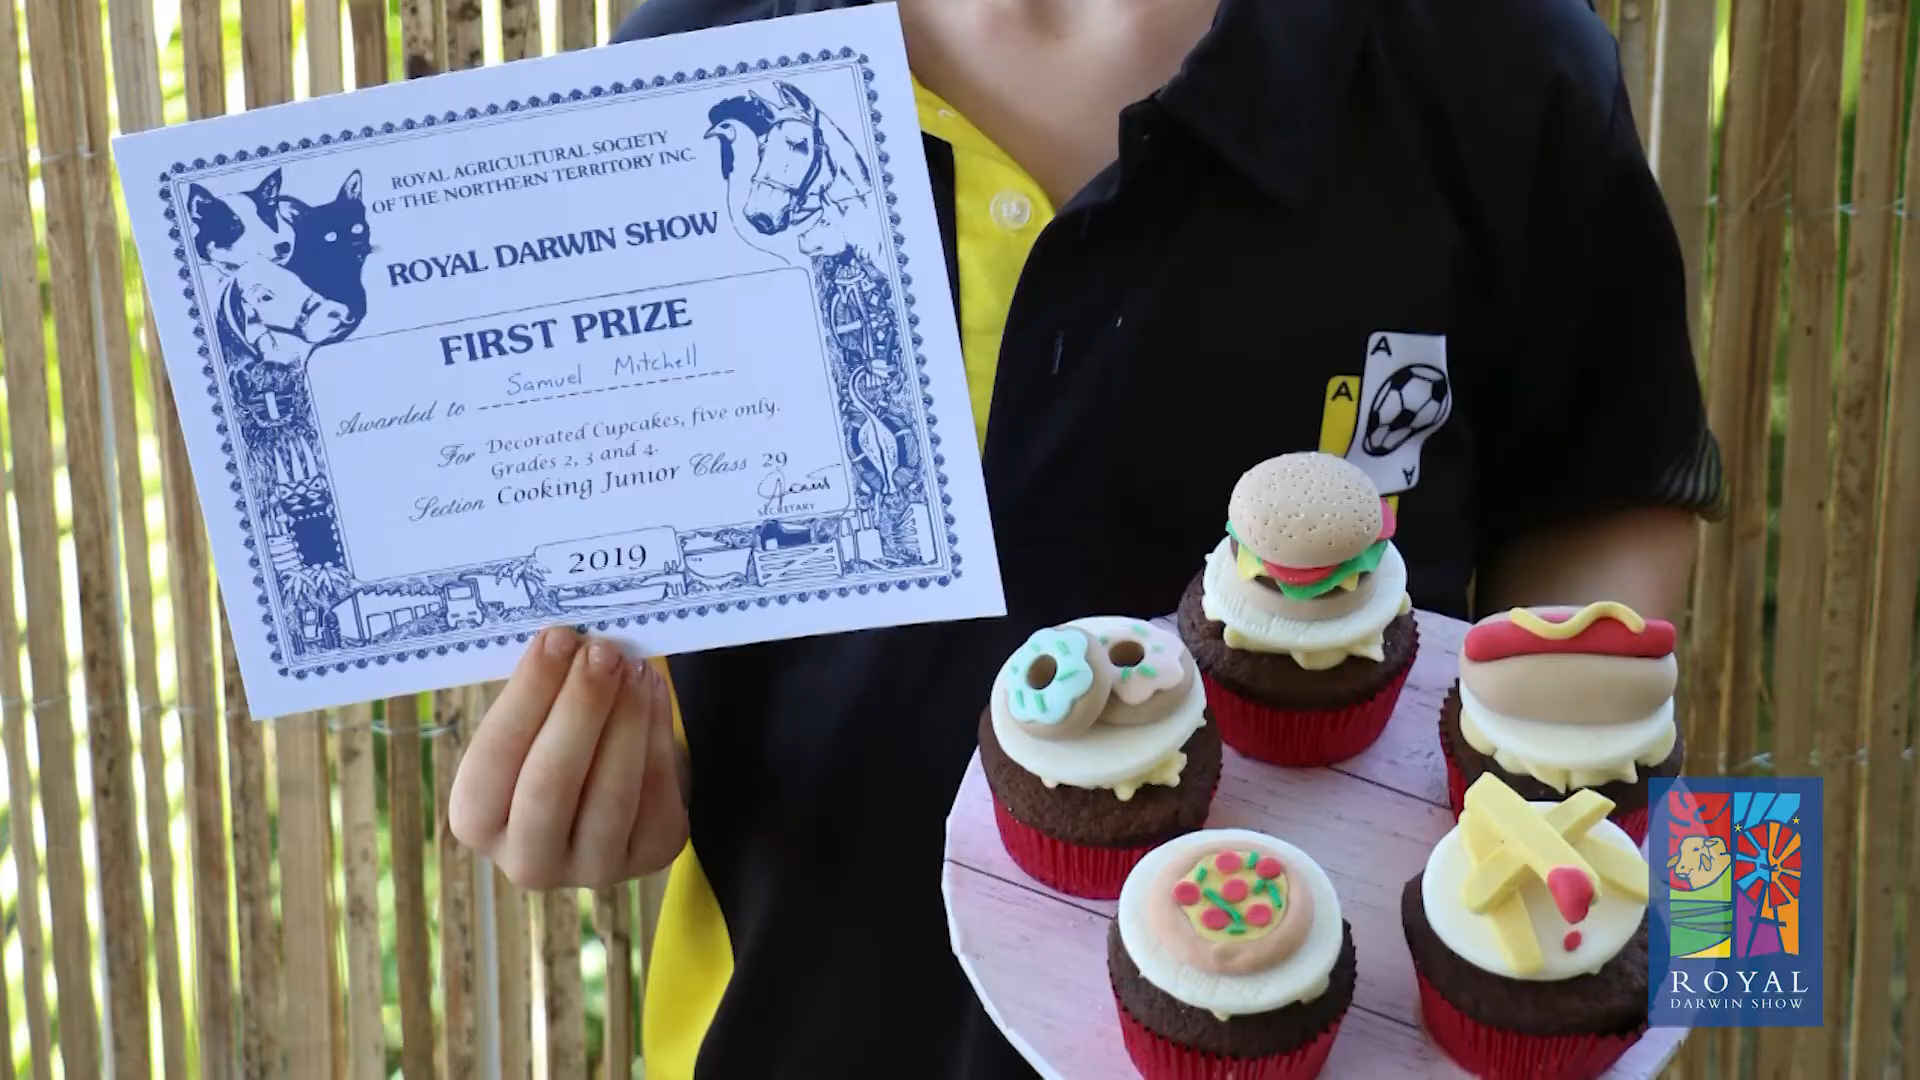 ROYAL AGRICULTURAL SOCIETY
OF THE NORTHERN TERRITORY INC.
ROYAL DARWIN SHOW
FIRST PRIZE
Awarded to Samuel Mitchell
For Decorated Cupcakes, five only.
Grades 2, 3 and 4.
Section Cooking Junior Class 29
SECRETARY
2019
A
A
A
ROYAL
DARWIN SHOW